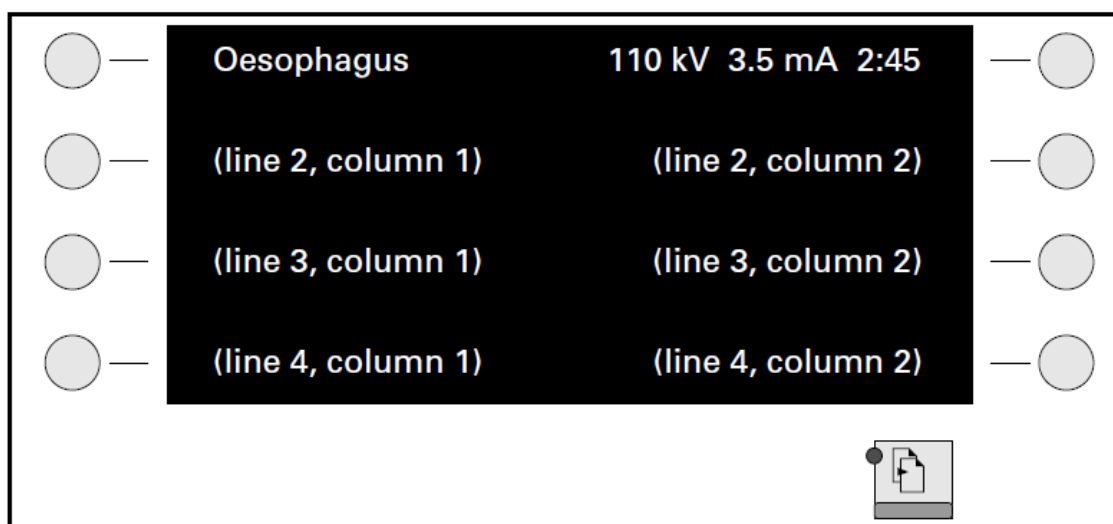 Oesophagus 110 kV 3.5 mA 2:45
(line 2, column 1) (line 2, column 2)
(line 3, column 1) (line 3, column 2)
(line 4, column 1) (line 4, column 2)